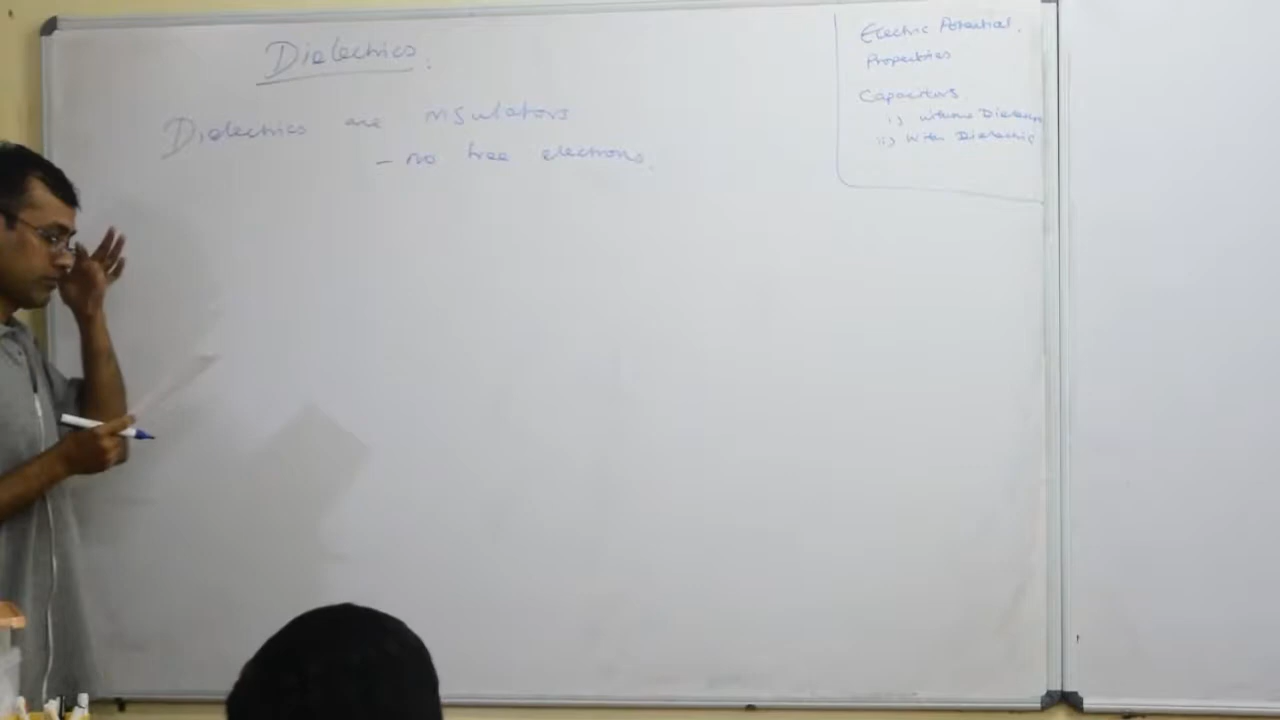 Dielectrics.
Dielectrics are insulators
- no free electrons.
Electric Potential.
Properties
Capacitors
i) without Dielectric
ii) With Dielectric